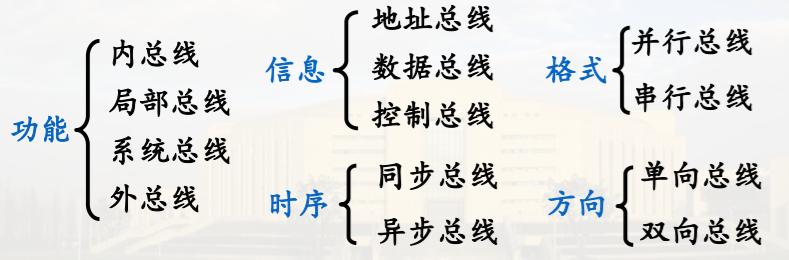 功能
内总线
局部总线
系统总线
外总线
信息
地址总线
数据总线
控制总线
格式
并行总线
串行总线
时序
同步总线
异步总线
方向
单向总线
双向总线